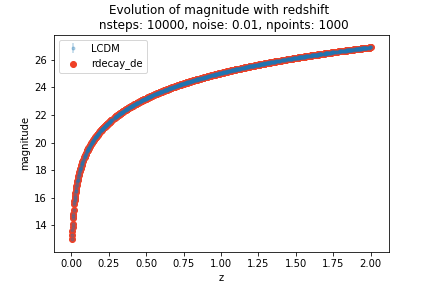 Evolution of magnitude with redshift
nsteps: 10000, noise: 0.01, npoints: 1000
LCDM
rdecay_de
magnitude
26
24
22
20
18
16
14
0.00 0.25 0.50 0.75 1.00 1.25 1.50 1.75 2.00
z